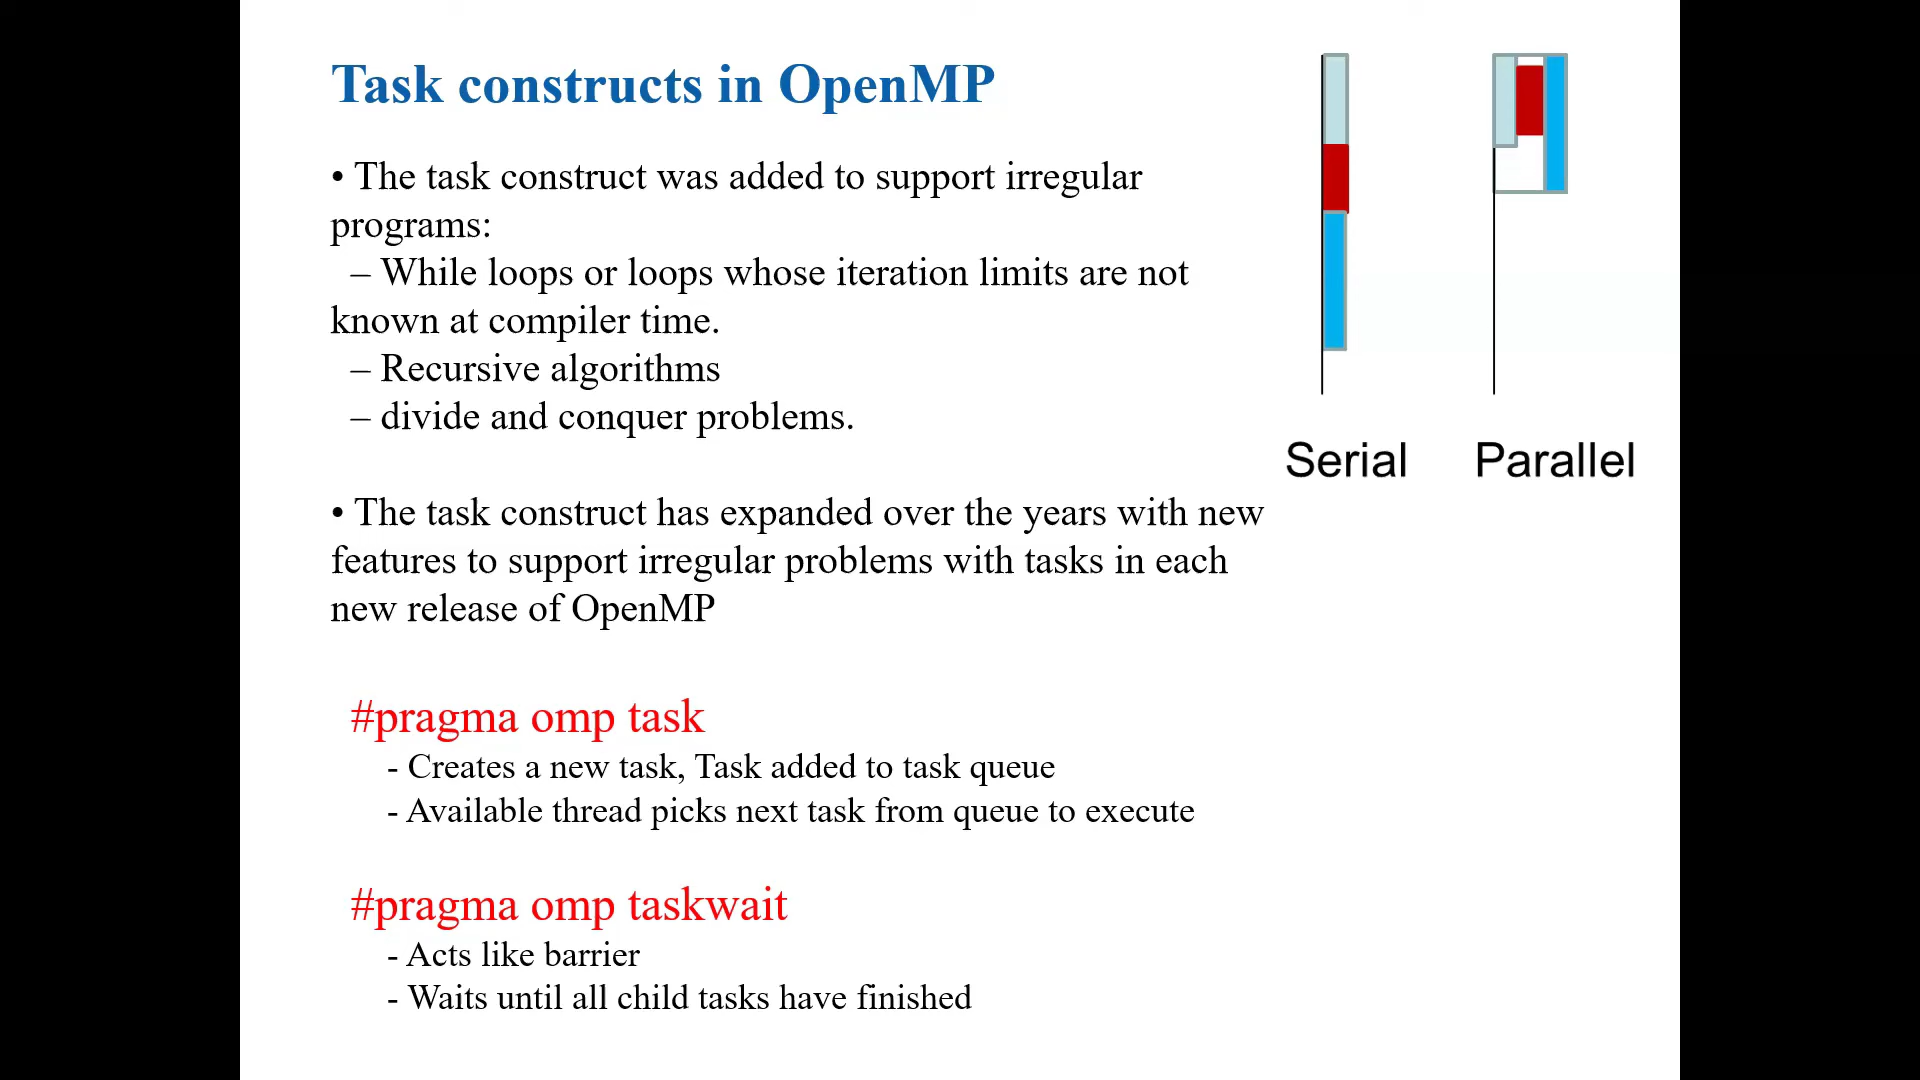 Task constructs in OpenMP
• The task construct was added to support irregular
programs:
– While loops or loops whose iteration limits are not
known at compiler time.
– Recursive algorithms
– divide and conquer problems.
Serial
Parallel
• The task construct has expanded over the years with new
features to support irregular problems with tasks in each
new release of OpenMP
#pragma omp task
- Creates a new task, Task added to task queue
- Available thread picks next task from queue to execute
#pragma omp taskwait
- Acts like barrier
- Waits until all child tasks have finished